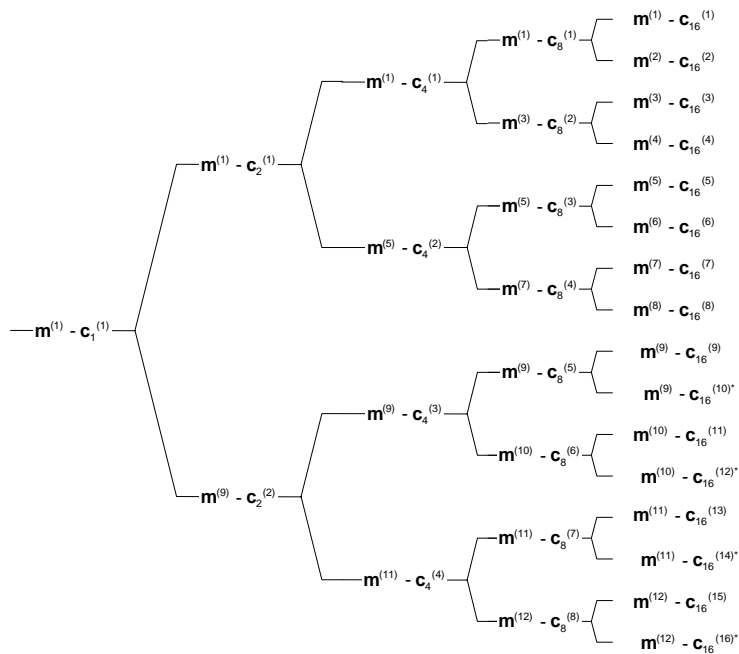 m(1) - c16(1)
m(1) - c8(1)
m(2) - c16(2)
m(1) - c4(1)
m(3) - c16(3)
m(3) - c8(2)
m(4) - c16(4)
m(1) - c2(1)
m(5) - c16(5)
m(5) - c8(3)
m(6) - c16(6)
m(5) - c4(2)
m(7) - c16(7)
m(7) - c8(4)
m(8) - c16(8)
m(1) - c1(1)
m(9) - c16(9)
m(9) - c8(5)
m(9) - c16(10)*
m(9) - c4(3)
m(10) - c16(11)
m(10) - c8(6)
m(10) - c16(12)*
m(9) - c2(2)
m(11) - c16(13)
m(11) - c8(7)
m(11) - c16(14)*
m(11) - c4(4)
m(12) - c16(15)
m(12) - c8(8)
m(12) - c16(16)*